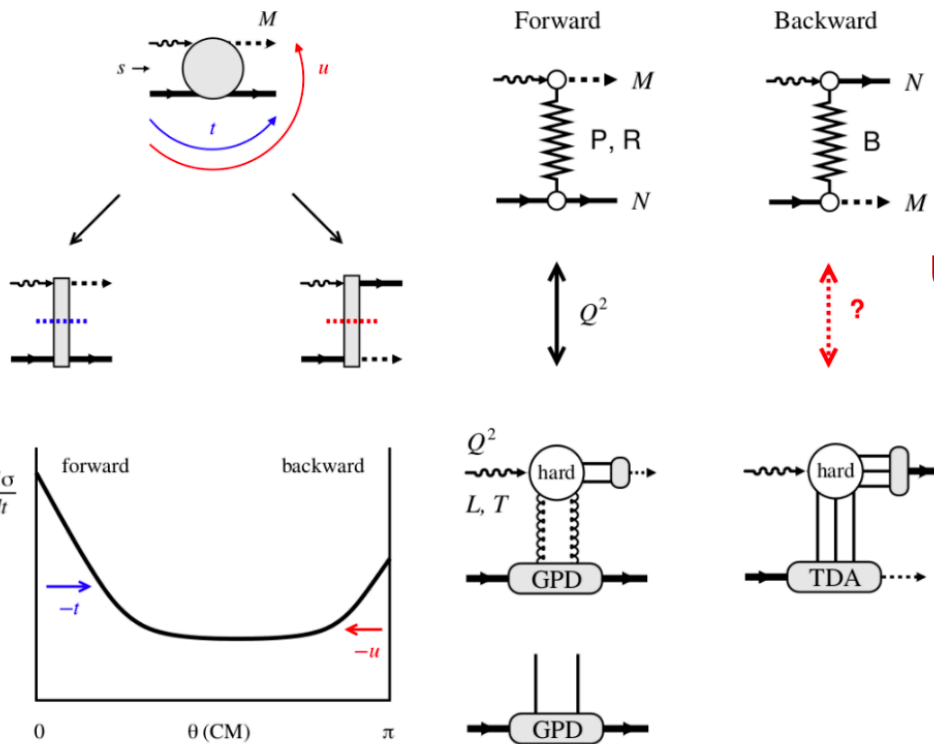 M
s →
u
t
Forward
Backward
M
P, R
N
N
B
M
Q²
?
forward
backward
σ
−t
−u
0
θ (CM)
π
Q²
L, T
hard
GPD
GPD
hard
TDA